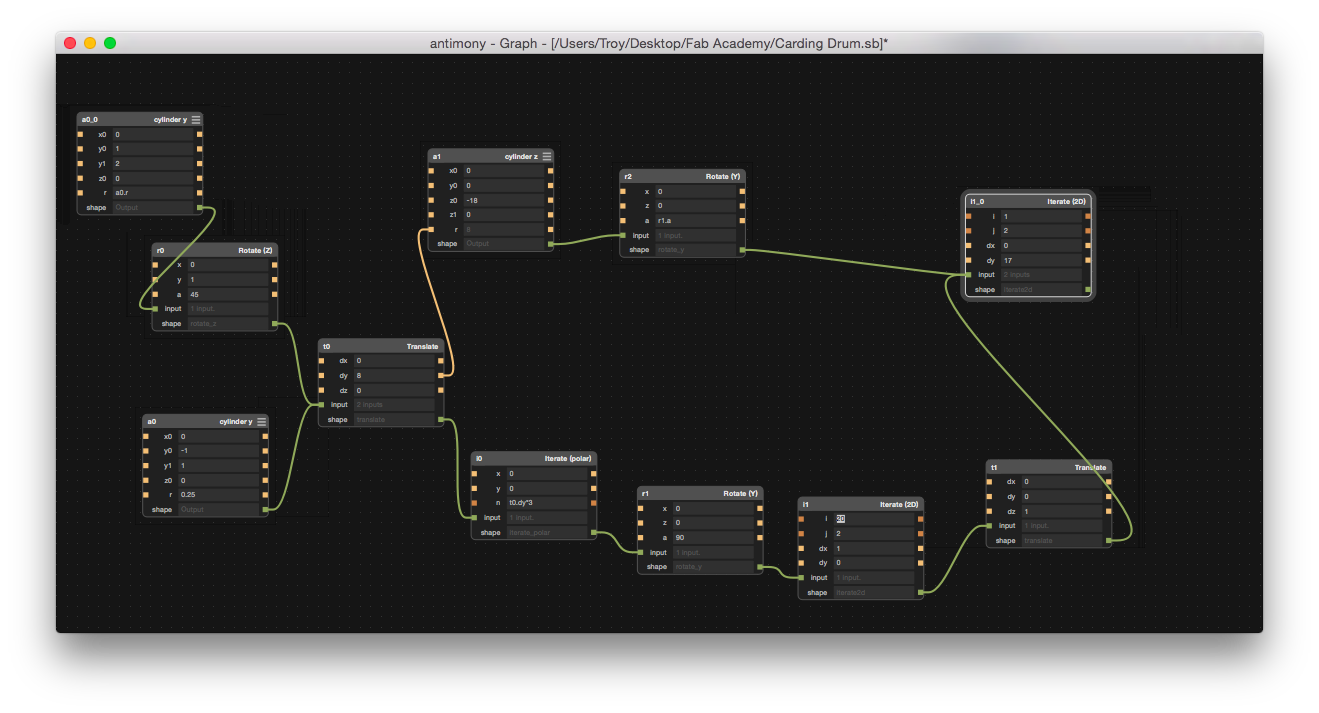 antimony - Graph - [/Users/Troy/Desktop/Fab Academy/Carding Drum.sb]*
a0_0 cylinder y
x0 0
y0 1
y1 2
z0 0
r a0.r
shape Output
r0 Rotate (Z)
x 0
y 1
a 45
input 1 input.
shape rotate_z
a0 cylinder y
x0 0
y0 -1
y1 1
z0 0
r 0.25
shape Output
t0 Translate
dx 0
dy 8
dz 0
input 2 inputs
shape translate
a1 cylinder z
x0 0
y0 0
z0 -18
z1 0
r 8
shape Output
r2 Rotate (Y)
x 0
z 0
a r1.a
input 1 input.
shape rotate_y
i0 Iterate (polar)
x 0
y 0
n t0.dy*3
input 1 input.
shape iterate_polar
r1 Rotate (Y)
x 0
z 0
a 90
input 1 input.
shape rotate_y
i1 Iterate (2D)
i 20
j 2
dx 1
dy 0
input 1 input.
shape iterate2d
t1 Translate
dx 0
dy 0
dz 1
input 1 input.
shape translate
i1_0 Iterate (2D)
i 1
j 2
dx 0
dy 17
input 2 inputs
shape iterate2d